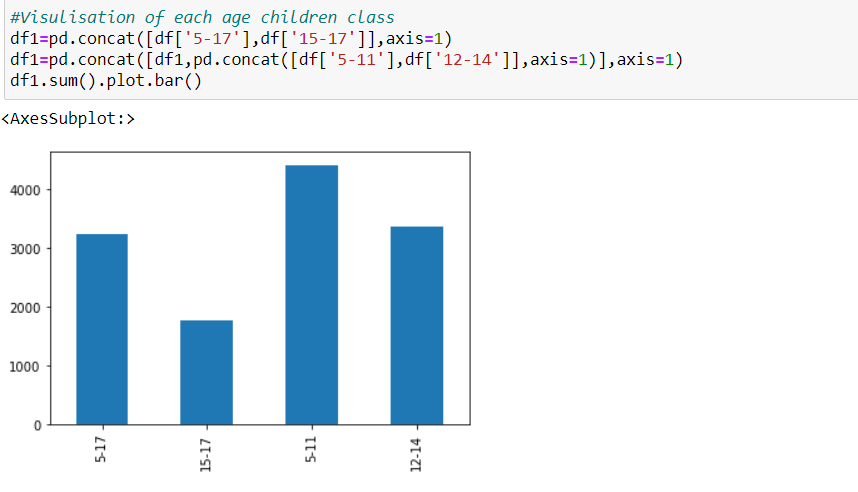 #Visulisation of each age children class
df1=pd.concat([df['5-17'],df['15-17']],axis=1)
df1=pd.concat([df1,pd.concat([df['5-11'],df['12-14']],axis=1)],axis=1)
df1.sum().plot.bar()
<AxesSubplot:>
4000
3000
2000
1000
0
5-17
15-17
5-11
12-14